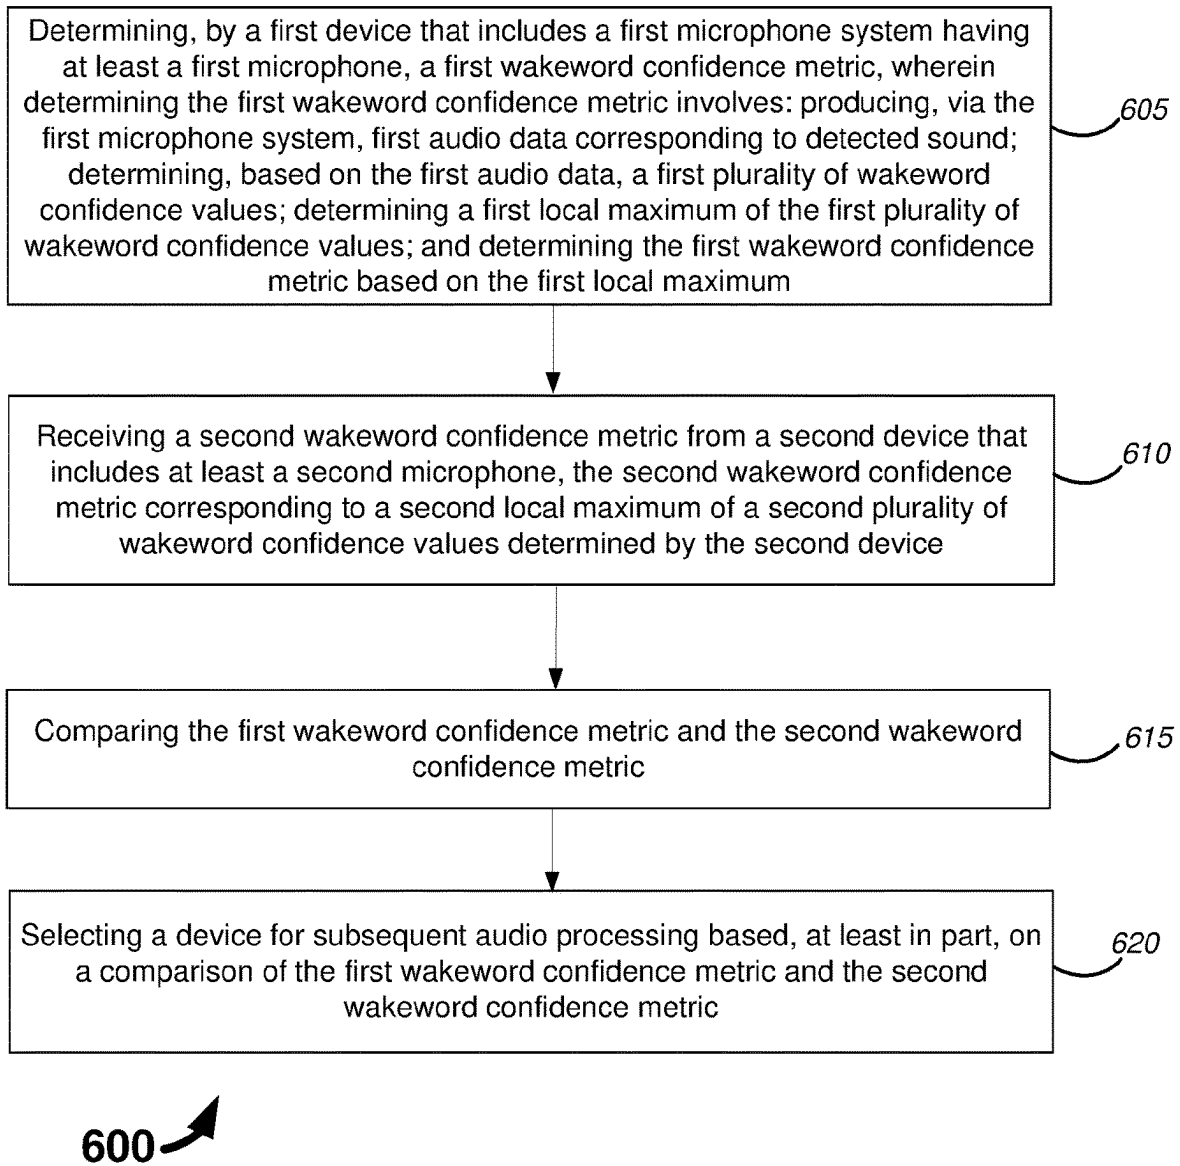 Determining, by a first device that includes a first microphone system having
at least a first microphone, a first wakeword confidence metric, wherein
determining the first wakeword confidence metric involves: producing, via the
first microphone system, first audio data corresponding to detected sound;
determining, based on the first audio data, a first plurality of wakeword
confidence values; determining a first local maximum of the first plurality of
wakeword confidence values; and determining the first wakeword confidence
metric based on the first local maximum
605
Receiving a second wakeword confidence metric from a second device that
includes at least a second microphone, the second wakeword confidence
metric corresponding to a second local maximum of a second plurality of
wakeword confidence values determined by the second device
610
Comparing the first wakeword confidence metric and the second wakeword
confidence metric
615
Selecting a device for subsequent audio processing based, at least in part, on
a comparison of the first wakeword confidence metric and the second
wakeword confidence metric
620
600